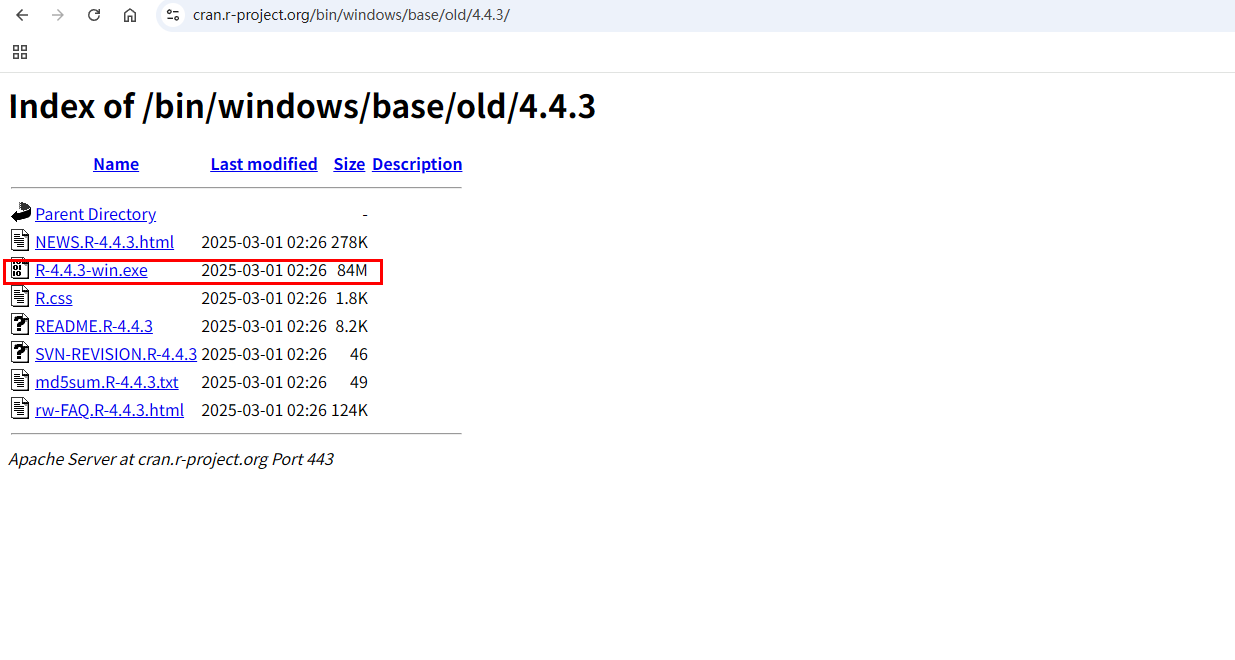 cran.r-project.org/bin/windows/base/old/4.4.3/
Index of /bin/windows/base/old/4.4.3
Name Last modified Size Description
Parent Directory -
NEWS.R-4.4.3.html 2025-03-01 02:26 278K
R-4.4.3-win.exe 2025-03-01 02:26 84M
R.css 2025-03-01 02:26 1.8K
README.R-4.4.3 2025-03-01 02:26 8.2K
SVN-REVISION.R-4.4.3 2025-03-01 02:26 46
md5sum.R-4.4.3.txt 2025-03-01 02:26 49
rw-FAQ.R-4.4.3.html 2025-03-01 02:26 124K
Apache Server at cran.r-project.org Port 443